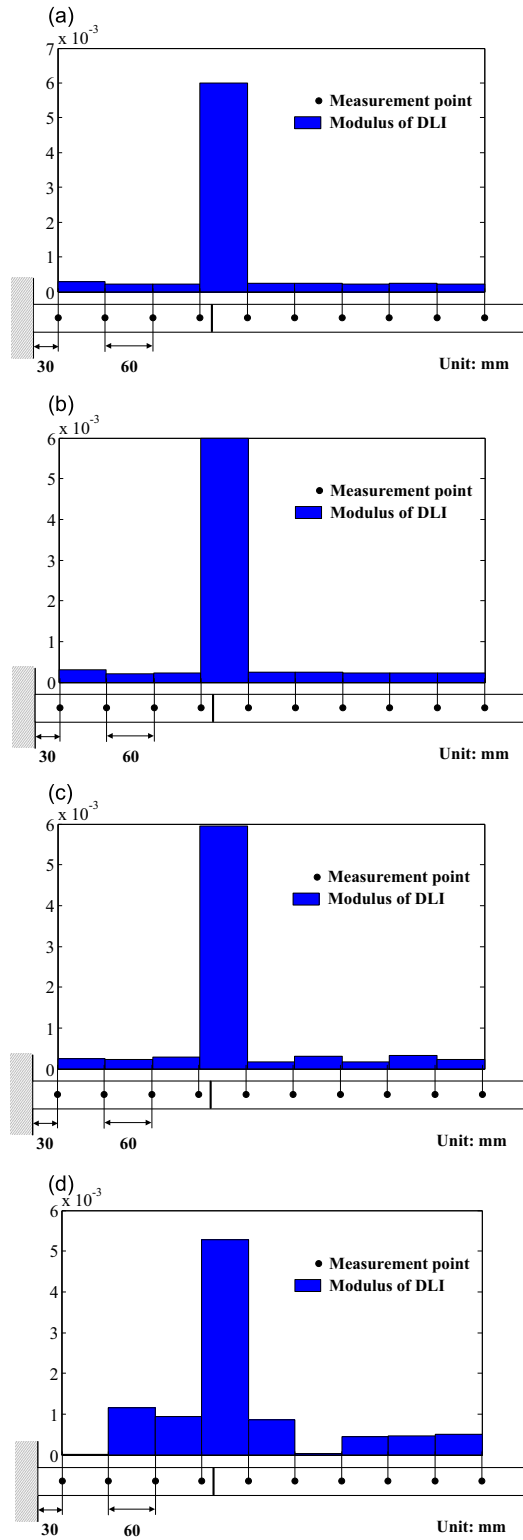 (a)
x 10-3
7
6
5
4
3
2
1
0
Measurement point
Modulus of DLI
30
60
Unit: mm
(b)
x 10-3
6
5
4
3
2
1
0
Measurement point
Modulus of DLI
30
60
Unit: mm
(c)
x 10-3
6
5
4
3
2
1
0
Measurement point
Modulus of DLI
30
60
Unit: mm
(d)
x 10-3
6
5
4
3
2
1
0
Measurement point
Modulus of DLI
30
60
Unit: mm